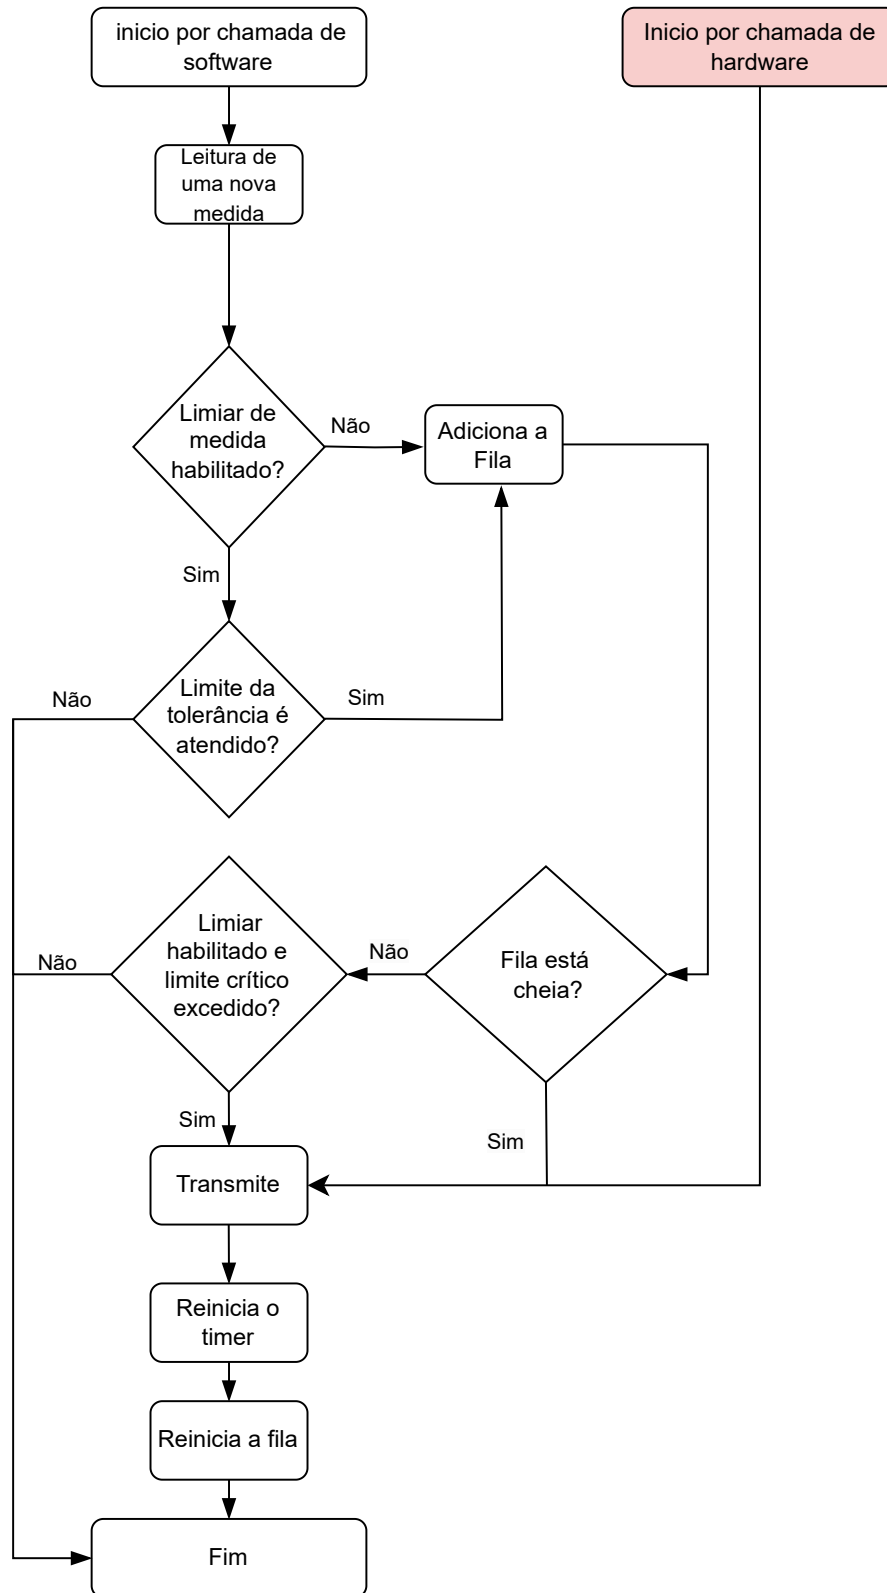 inicio por chamada de
software
Inicio por chamada de
hardware
Leitura de
uma nova
medida
Limiar de
medida
habilitado?
Não
Adiciona a
Fila
Sim
Limite da
tolerância é
atendido?
Não
Sim
Limiar
habilitado e
limite crítico
excedido?
Não
Não
Fila está
cheia?
Sim
Sim
Transmite
Reinicia o
timer
Reinicia a fila
Fim